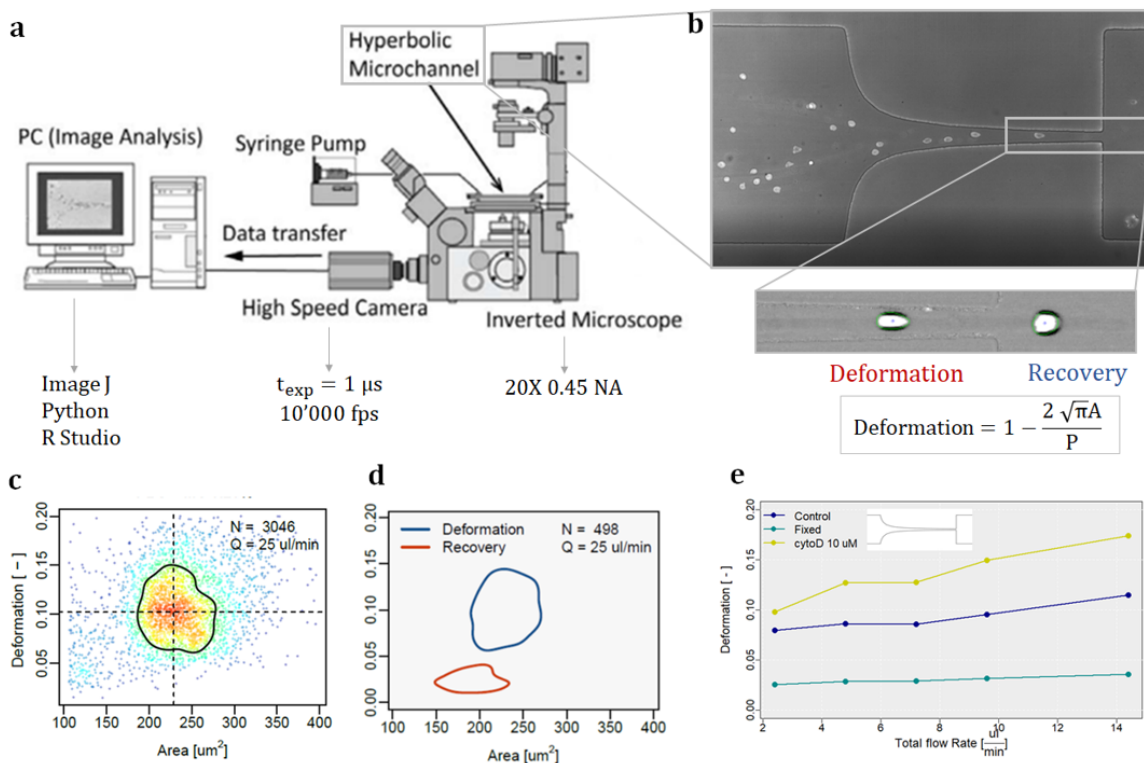 a
Hyperbolic
Microchannel
PC (Image Analysis)
Syringe Pump
Data transfer
High Speed Camera
Inverted Microscope
Image J
Python
R Studio
t_exp = 1 µs
10’000 fps
20X 0.45 NA
b
Deformation
Recovery
Deformation = 1 − 2 √πA / P
c
N = 3046
Q = 25 ul/min
Deformation [ − ]
0.20
0.15
0.10
0.05
0.00
100 150 200 250 300 350 400
Area [um²]
d
Deformation
Recovery
N = 498
Q = 25 ul/min
Deformation [ − ]
0.20
0.15
0.10
0.05
0.00
100 150 200 250 300 350 400
Area [um²]
e
Control
Fixed
cytoD 10 uM
Deformation [ - ]
0.20
0.15
0.10
0.05
0.00
2 4 6 8 10 12 14
Total flow Rate [ul/min]